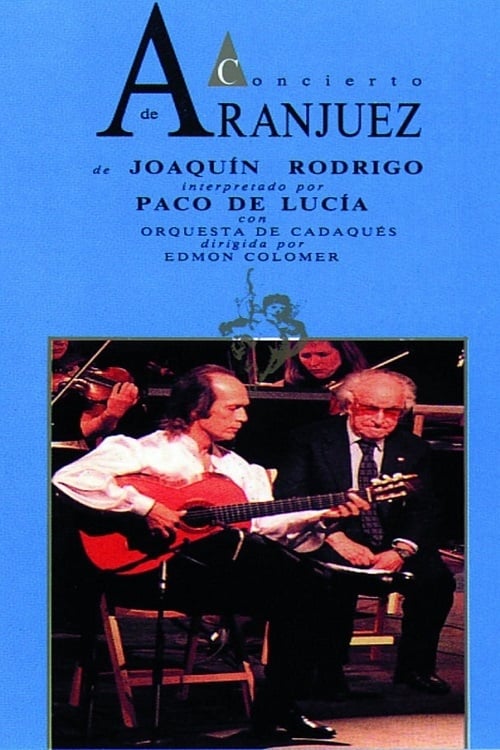 Concierto
de
ARANJUEZ
de JOAQUÍN RODRIGO
interpretado por
PACO DE LUCÍA
con
ORQUESTA DE CADAQUÉS
dirigida por
EDMON COLOMER